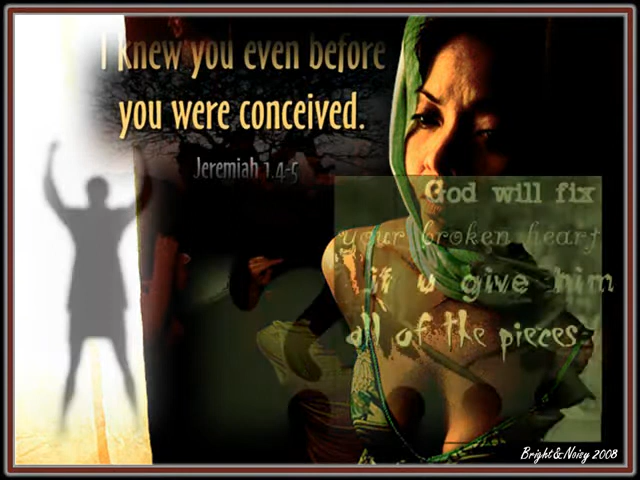 I knew you even before
you were conceived.
Jeremiah 1.4-5
God will fix
your broken heart
if u give him
all of the pieces
Bright&Noisy 2008